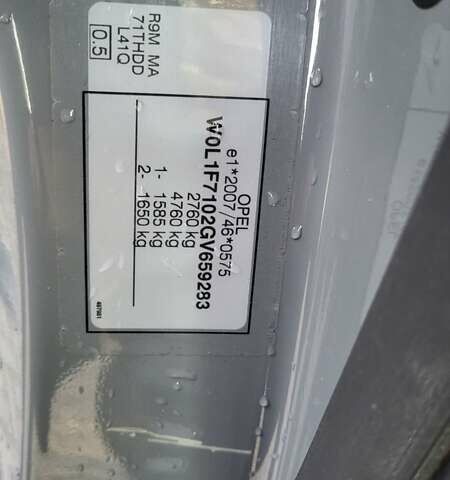 R9M MA
71THDD
L41Q
0.5
OPEL
e1*2007/46*0575
W0L1F7102GV659283
2760 kg
4760 kg
1- 1585 kg
2- 1650 kg